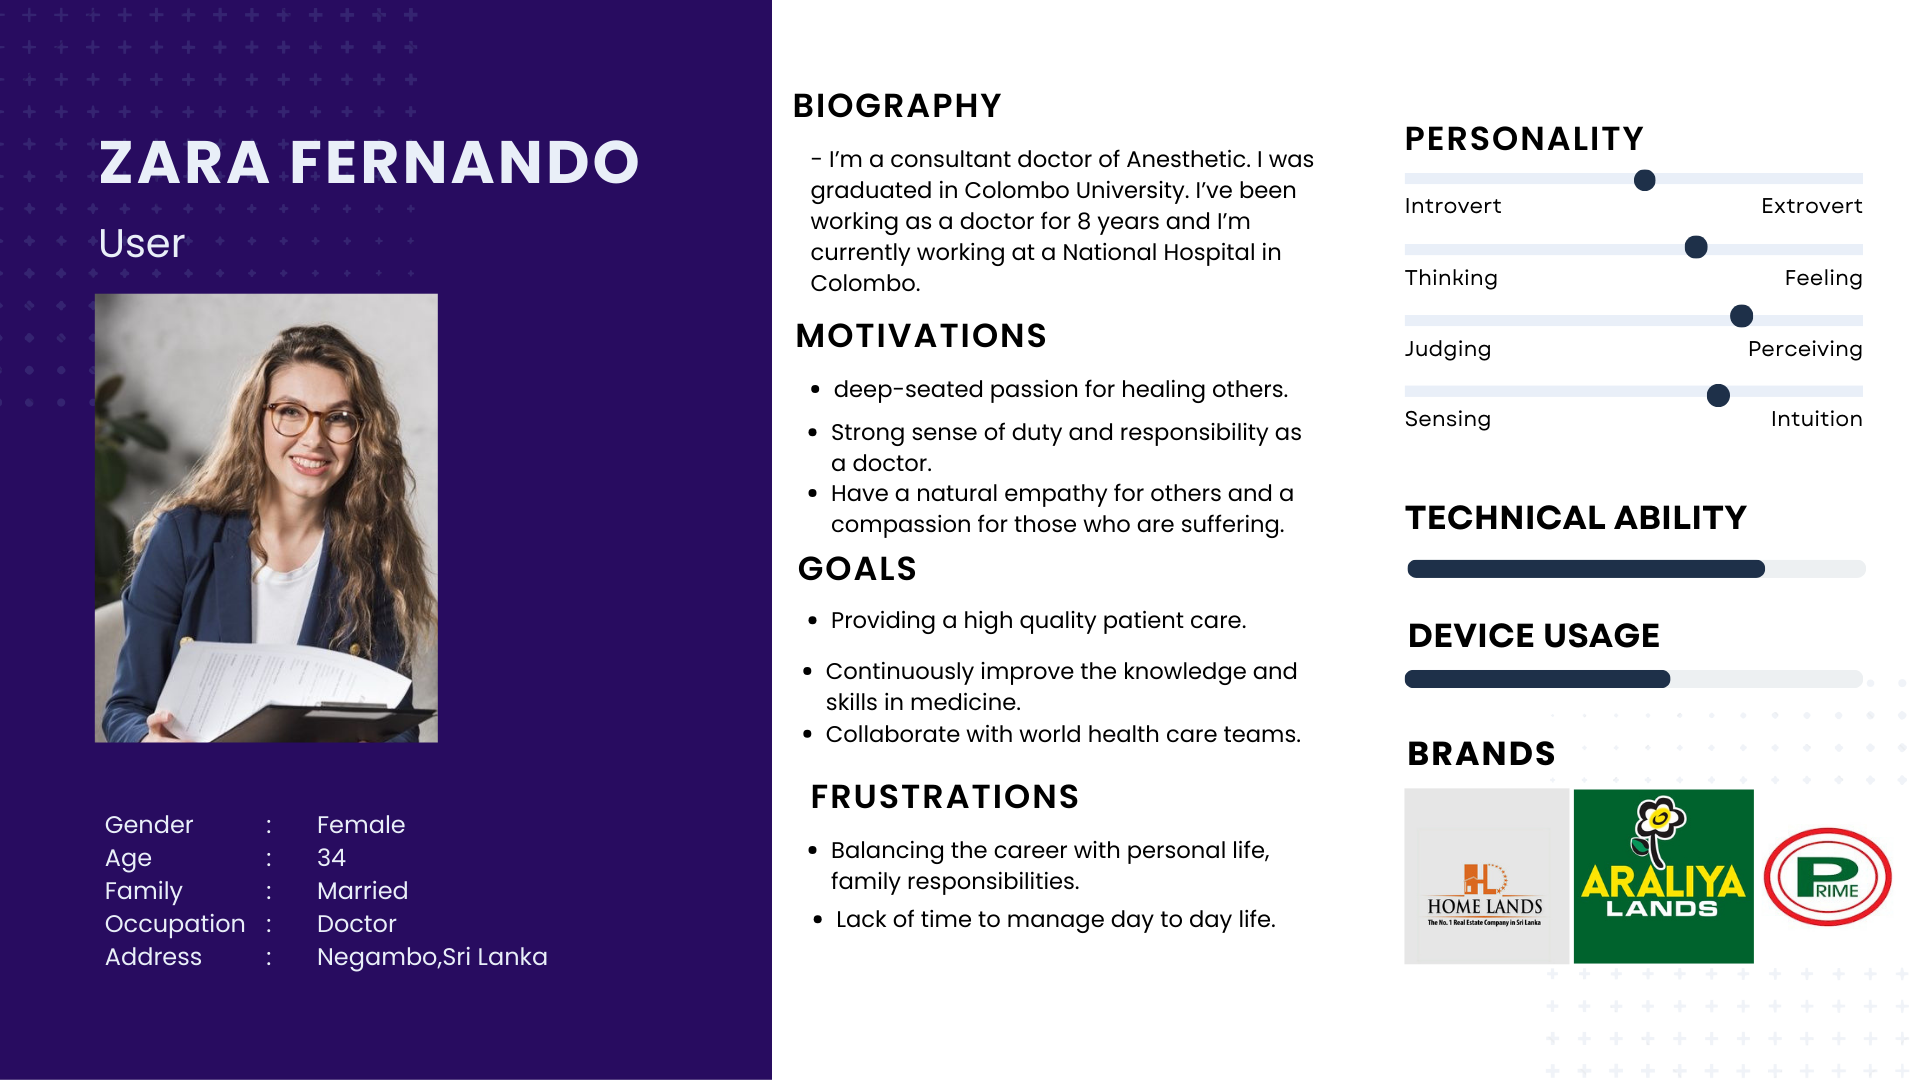 ZARA FERNANDO
User
Gender : Female
Age : 34
Family : Married
Occupation : Doctor
Address : Negambo,Sri Lanka
BIOGRAPHY
- I’m a consultant doctor of Anesthetic. I was
graduated in Colombo University. I’ve been
working as a doctor for 8 years and I’m
currently working at a National Hospital in
Colombo.
MOTIVATIONS
• deep-seated passion for healing others.
• Strong sense of duty and responsibility as
a doctor.
• Have a natural empathy for others and a
compassion for those who are suffering.
GOALS
• Providing a high quality patient care.
• Continuously improve the knowledge and
skills in medicine.
• Collaborate with world health care teams.
FRUSTRATIONS
• Balancing the career with personal life,
family responsibilities.
• Lack of time to manage day to day life.
PERSONALITY
Introvert Extrovert
Thinking Feeling
Judging Perceiving
Sensing Intuition
TECHNICAL ABILITY
DEVICE USAGE
BRANDS
HL
HOME LANDS
The No. 1 Real Estate Company in Sri Lanka
ARALIYA
LANDS
PRIME